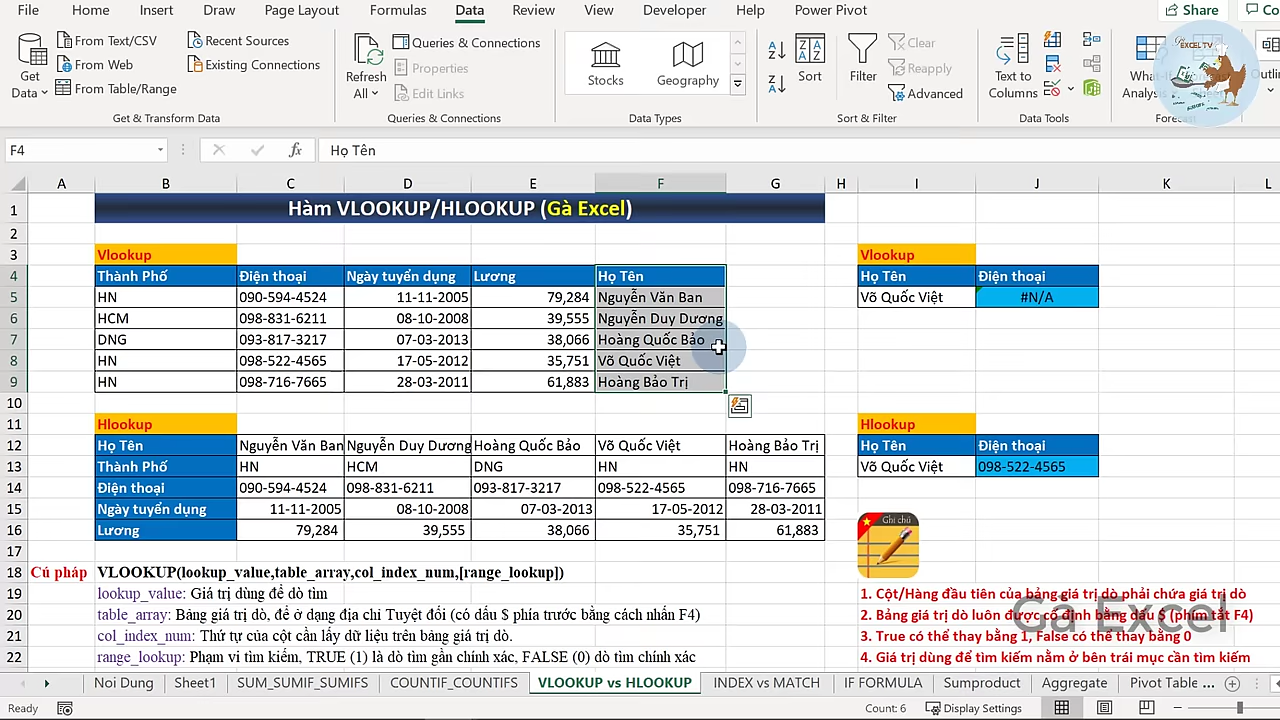 File Home Insert Draw Page Layout Formulas Data Review View Developer Help Power Pivot Share
Get Data
From Text/CSV
From Web
From Table/Range
Recent Sources
Existing Connections
Get & Transform Data
Refresh All
Queries & Connections
Properties
Edit Links
Queries & Connections
Stocks Geography
Data Types
Sort
Filter
Clear
Reapply
Advanced
Sort & Filter
Text to Columns
Data Tools
EXCEL TV
F4 fx Họ Tên
A B C D E F G H I J K L
1 Hàm VLOOKUP/HLOOKUP (Gà Excel)
2
3 Vlookup Vlookup
4 Thành Phố Điện thoại Ngày tuyển dụng Lương Họ Tên Họ Tên Điện thoại
5 HN 090-594-4524 11-11-2005 79,284 Nguyễn Văn Ban Võ Quốc Việt #N/A
6 HCM 098-831-6211 08-10-2008 39,555 Nguyễn Duy Dương
7 DNG 093-817-3217 07-03-2013 38,066 Hoàng Quốc Bảo
8 HN 098-522-4565 17-05-2012 35,751 Võ Quốc Việt
9 HN 098-716-7665 28-03-2011 61,883 Hoàng Bảo Trị
10
11 Hlookup Hlookup
12 Họ Tên Nguyễn Văn Ban Nguyễn Duy Dương Hoàng Quốc Bảo Võ Quốc Việt Hoàng Bảo Trị Họ Tên Điện thoại
13 Thành Phố HN HCM DNG HN HN Võ Quốc Việt 098-522-4565
14 Điện thoại 090-594-4524 098-831-6211 093-817-3217 098-522-4565 098-716-7665
15 Ngày tuyển dụng 11-11-2005 08-10-2008 07-03-2013 17-05-2012 28-03-2011
16 Lương 79,284 39,555 38,066 35,751 61,883
Ghi chú
17
18 Cú pháp VLOOKUP(lookup_value,table_array,col_index_num,[range_lookup])
19 lookup_value: Giá trị dùng để dò tìm 1. Cột/Hàng đầu tiên của bảng giá trị dò phải chứa giá trị dò
20 table_array: Bảng giá trị dò, để ở dạng địa chỉ Tuyệt đối (có dấu $ phía trước bằng cách nhấn F4) 2. Bảng giá trị dò luôn được cố định bằng dấu $ (phím tắt F4)
Gà Excel
21 col_index_num: Thứ tự của cột cần lấy dữ liệu trên bảng giá trị dò. 3. True có thể thay bằng 1, False có thể thay bằng 0
22 range_lookup: Phạm vi tìm kiếm, TRUE (1) là dò tìm gần chính xác, FALSE (0) dò tìm chính xác 4. Giá trị dùng để tìm kiếm nằm ở bên trái mục cần tìm kiếm
Noi Dung Sheet1 SUM_SUMIF_SUMIFS COUNTIF_COUNTIFS VLOOKUP vs HLOOKUP INDEX vs MATCH IF FORMULA Sumproduct Aggregate Pivot Table ...
Ready Count: 6 Display Settings